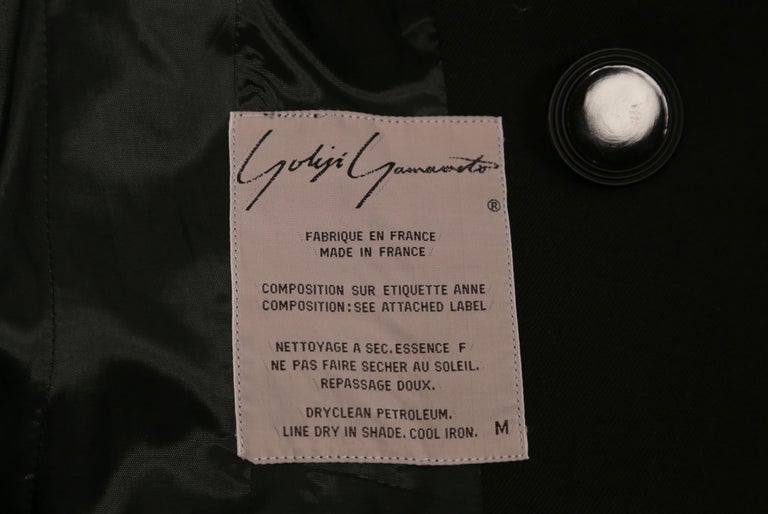 Yohji Yamamoto
®
FABRIQUE EN FRANCE
MADE IN FRANCE
COMPOSITION SUR ETIQUETTE ANNE
COMPOSITION: SEE ATTACHED LABEL
NETTOYAGE A SEC. ESSENCE F
NE PAS FAIRE SECHER AU SOLEIL.
REPASSAGE DOUX.
DRYCLEAN PETROLEUM.
LINE DRY IN SHADE. COOL IRON. M